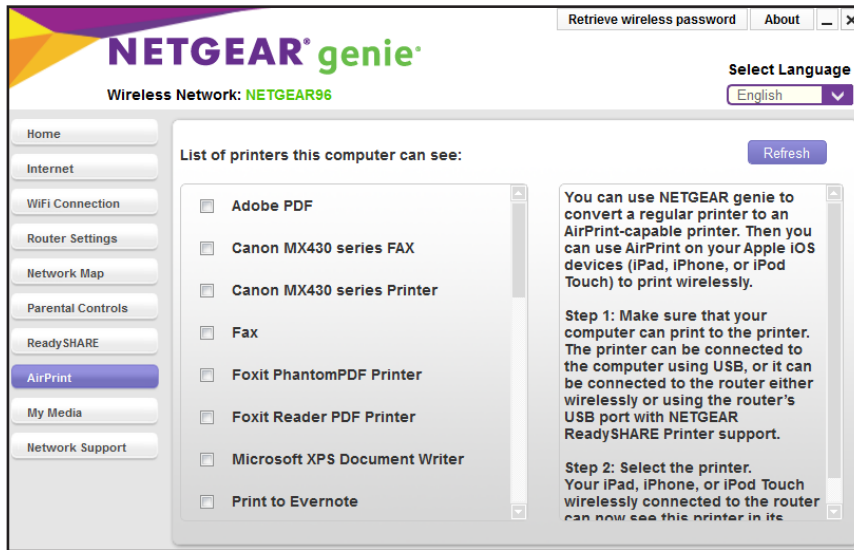 Retrieve wireless password
About
NETGEAR® genie®
Select Language
Wireless Network: NETGEAR96
English
Home
Internet
WiFi Connection
Router Settings
Network Map
Parental Controls
ReadySHARE
AirPrint
My Media
Network Support
List of printers this computer can see:
Refresh
Adobe PDF
Canon MX430 series FAX
Canon MX430 series Printer
Fax
Foxit PhantomPDF Printer
Foxit Reader PDF Printer
Microsoft XPS Document Writer
Print to Evernote
You can use NETGEAR genie to
convert a regular printer to an
AirPrint-capable printer. Then you
can use AirPrint on your Apple iOS
devices (iPad, iPhone, or iPod
Touch) to print wirelessly.
Step 1: Make sure that your
computer can print to the printer.
The printer can be connected to
the computer using USB, or it can
be connected to the router either
wirelessly or using the router's
USB port with NETGEAR
ReadySHARE Printer support.
Step 2: Select the printer.
Your iPad, iPhone, or iPod Touch
wirelessly connected to the router
can now see this printer in its